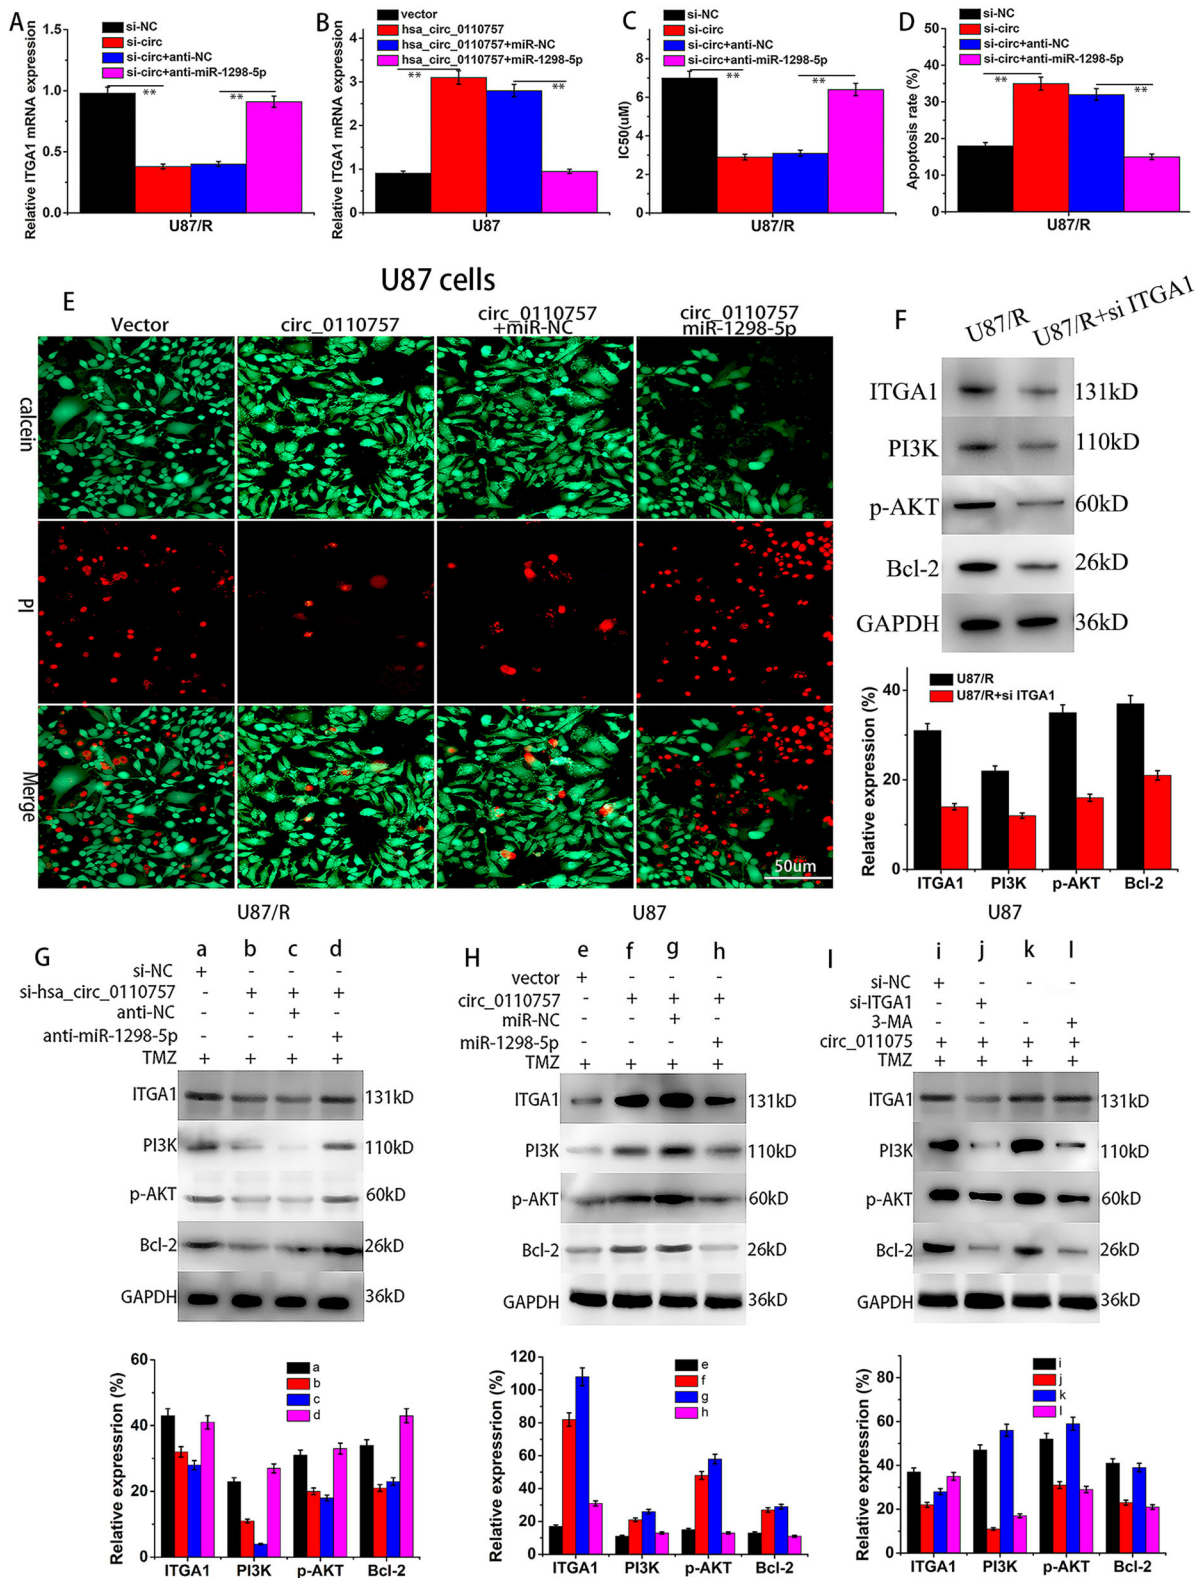 A
si-NC
si-circ
si-circ+anti-NC
si-circ+anti-miR-1298-5p
Relative ITGA1 mRNA expression
1.5
1.0
0.5
0.0
**
**
U87/R
B
vector
hsa_circ_0110757
hsa_circ_0110757+miR-NC
hsa_circ_0110757+miR-1298-5p
Relative ITGA1 mRNA expression
4
3
2
1
0
**
**
U87
C
si-NC
si-circ
si-circ+anti-NC
si-circ+anti-miR-1298-5p
IC50(uM)
9
6
3
0
**
**
U87/R
D
si-NC
si-circ
si-circ+anti-NC
si-circ+anti-miR-1298-5p
Apoptosis rate (%)
50
40
30
20
10
0
**
**
U87/R
U87 cells
E
Vector
circ_0110757
circ_0110757
+miR-NC
circ_0110757
miR-1298-5p
calcein
PI
Merge
50um
F
U87/R
U87/R+si ITGA1
ITGA1
131kD
PI3K
110kD
p-AKT
60kD
Bcl-2
26kD
GAPDH
36kD
U87/R
U87/R+si ITGA1
Relative expression (%)
40
20
0
ITGA1
PI3K
p-AKT
Bcl-2
G
U87/R
a b c d
si-NC + - - -
si-hsa_circ_0110757 - + + +
anti-NC - - + -
anti-miR-1298-5p - - - +
TMZ + + + +
ITGA1 131kD
PI3K 110kD
p-AKT 60kD
Bcl-2 26kD
GAPDH 36kD
Relative expressrion (%)
60
40
20
0
a
b
c
d
ITGA1 PI3K p-AKT Bcl-2
H
U87
e f g h
vector + - - -
circ_0110757 - + + +
miR-NC - - + -
miR-1298-5p - - - +
TMZ + + + +
ITGA1 131kD
PI3K 110kD
p-AKT 60kD
Bcl-2 26kD
GAPDH 36kD
Relative expressrion (%)
120
100
80
60
40
20
0
e
f
g
h
ITGA1 PI3K p-AKT Bcl-2
I
U87
i j k l
si-NC + - - -
si-ITGA1 - + - -
3-MA - - - +
circ_011075 + + + +
TMZ + + + +
ITGA1 131kD
PI3K 110kD
p-AKT 60kD
Bcl-2 26kD
GAPDH 36kD
Relative expressrion (%)
80
60
40
20
0
i
j
k
l
ITGA1 PI3K p-AKT Bcl-2